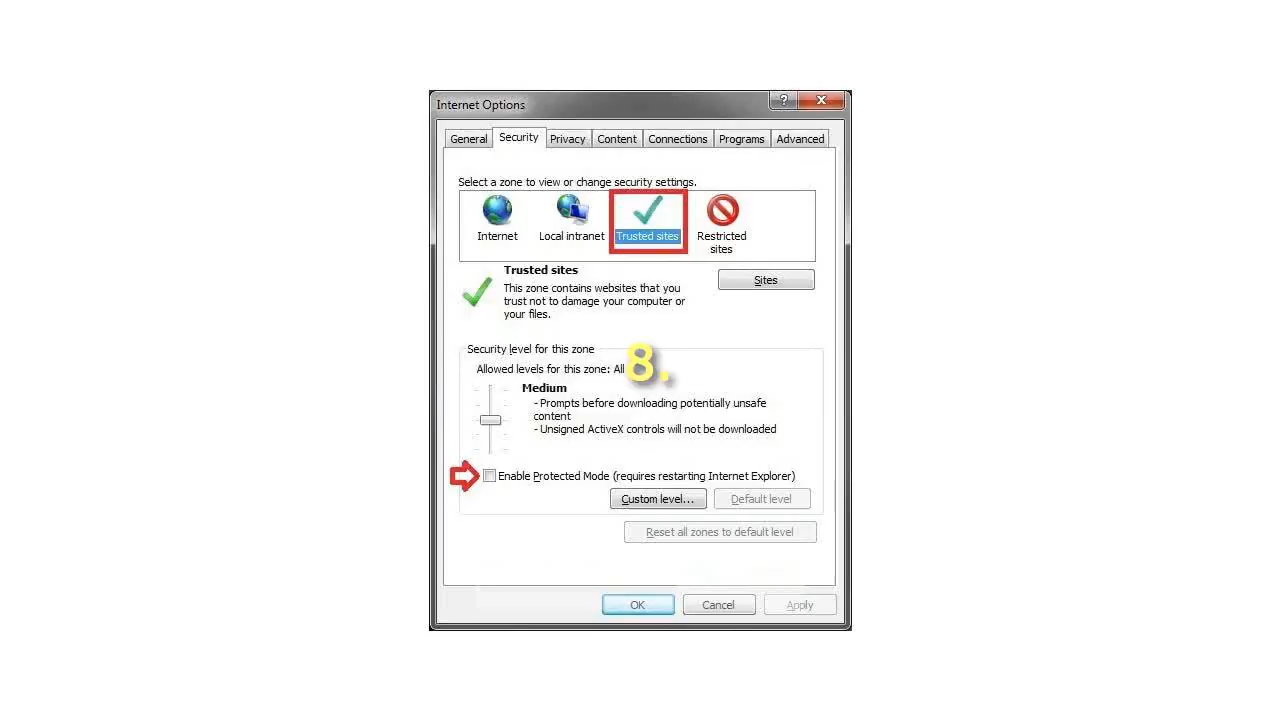 Internet Options
?
General Security Privacy Content Connections Programs Advanced
Select a zone to view or change security settings.
Internet Local intranet Trusted sites Restricted
sites
Trusted sites
Sites
This zone contains websites that you
trust not to damage your computer or
your files.
Security level for this zone
8.
Allowed levels for this zone: All
Medium
- Prompts before downloading potentially unsafe
content
- Unsigned ActiveX controls will not be downloaded
Enable Protected Mode (requires restarting Internet Explorer)
Custom level... Default level
Reset all zones to default level
OK Cancel Apply